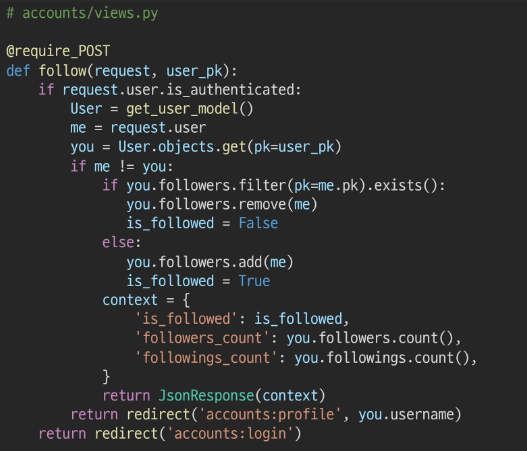 # accounts/views.py

@require_POST
def follow(request, user_pk):
    if request.user.is_authenticated:
        User = get_user_model()
        me = request.user
        you = User.objects.get(pk=user_pk)
        if me != you:
            if you.followers.filter(pk=me.pk).exists():
               you.followers.remove(me)
               is_followed = False
            else:
               you.followers.add(me)
               is_followed = True
            context = {
                'is_followed': is_followed,
                'followers_count': you.followers.count(),
                'followings_count': you.followings.count(),
            }
            return JsonResponse(context)
        return redirect('accounts:profile', you.username)
    return redirect('accounts:login')